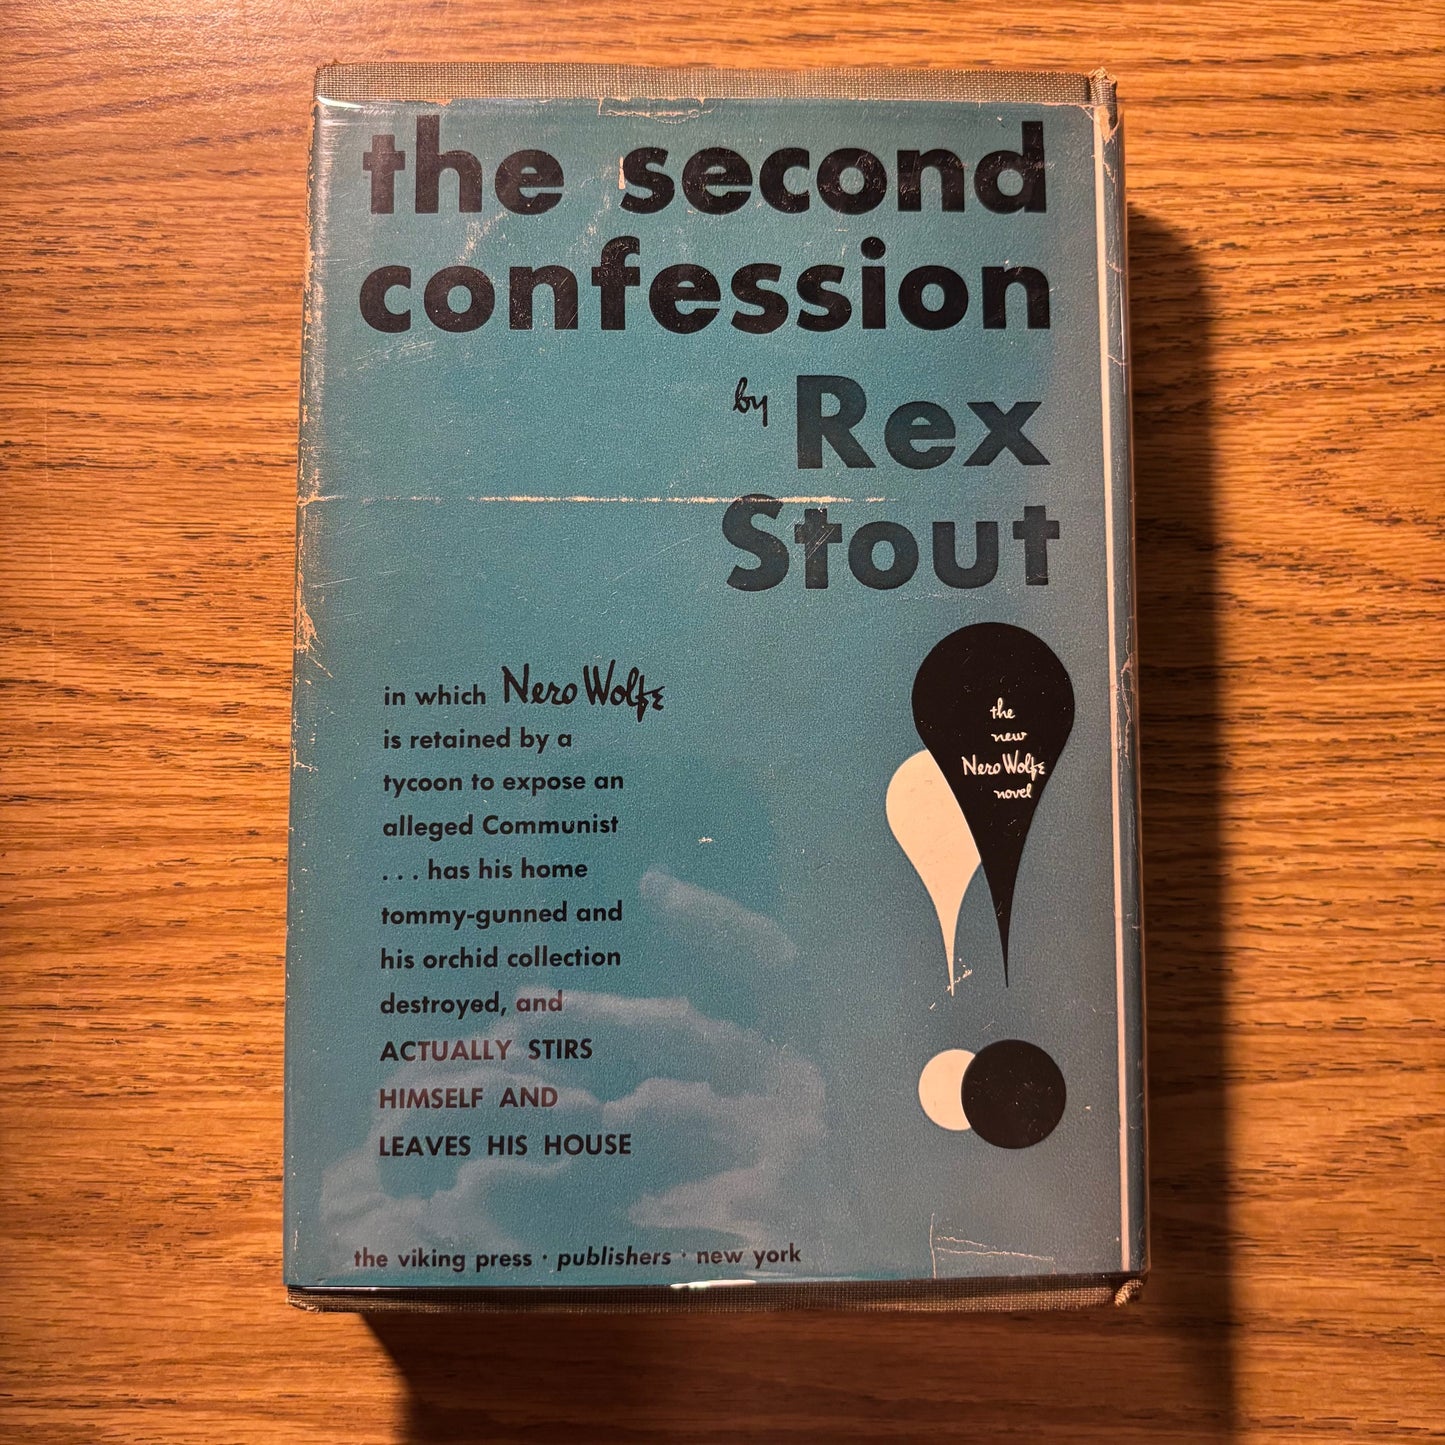 the second
confession
by Rex
Stout
in which Nero Wolfe
is retained by a
tycoon to expose an
alleged Communist
. . . has his home
tommy-gunned and
his orchid collection
destroyed, and
ACTUALLY STIRS
HIMSELF AND
LEAVES HIS HOUSE
the
new
Nero Wolfe
novel
the viking press · publishers · new york